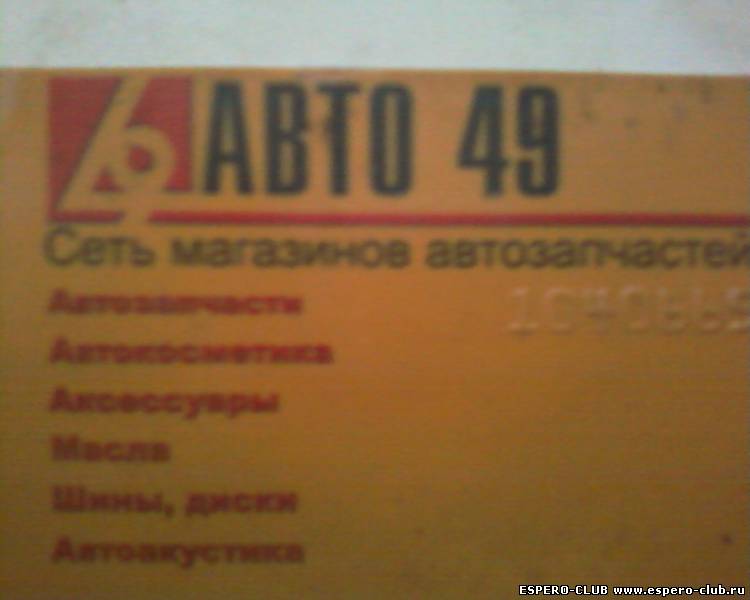 АВТО 49
Сеть магазинов автозапчастей
Автозапчасти
Автокосметика
Аксессуары
Масла
Шины, диски
Автоакустика
ESPERO-CLUB www.espero-club.ru